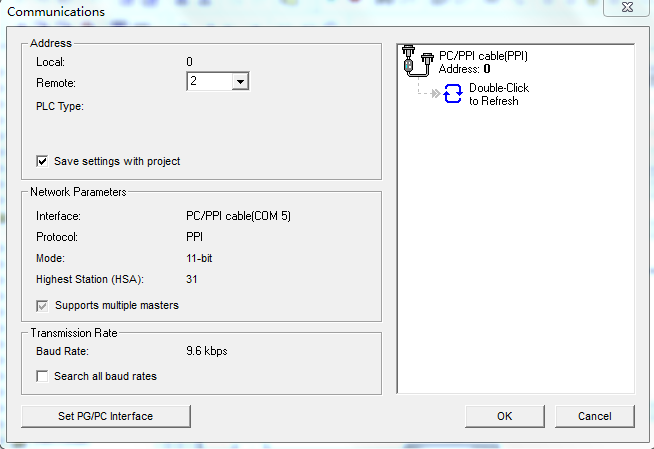 Communications
Address
Local: 0
Remote: 2
PLC Type:
Save settings with project
Network Parameters
Interface: PC/PPI cable(COM 5)
Protocol: PPI
Mode: 11-bit
Highest Station (HSA): 31
Supports multiple masters
Transmission Rate
Baud Rate: 9.6 kbps
Search all baud rates
Set PG/PC Interface
PC/PPI cable(PPI)
Address: 0
Double-Click
to Refresh
OK
Cancel